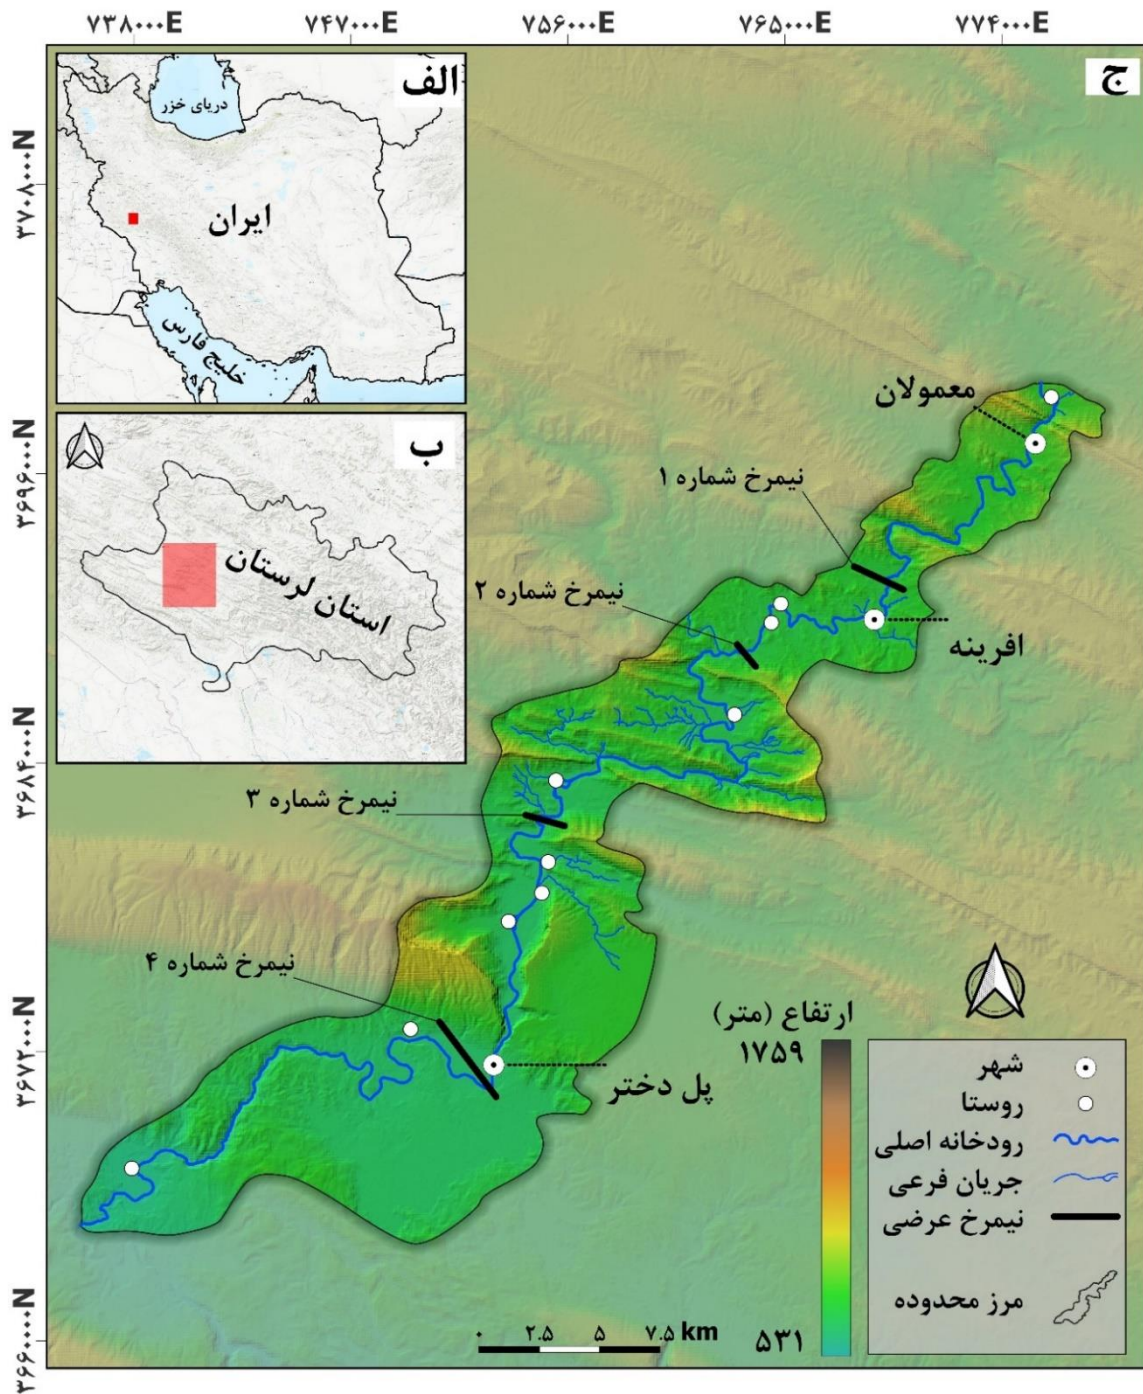 ۷۳۸۰۰۰E
۷۴۷۰۰۰E
۷۵۶۰۰۰E
۷۶۵۰۰۰E
۷۷۴۰۰۰E
۳۷۰۸۰۰۰N
۳۶۹۶۰۰۰N
۳۶۸۴۰۰۰N
۳۶۷۲۰۰۰N
۳۶۶۰۰۰۰N
الف
دریای خزر
ایران
خلیج فارس
ب
استان لرستان
ج
معمولان
نیمرخ شماره ۱
نیمرخ شماره ۲
افرینه
نیمرخ شماره ۳
نیمرخ شماره ۴
پل دختر
ارتفاع (متر)
۱۷۵۹
۵۳۱
شهر
روستا
رودخانه اصلی
جریان فرعی
نیمرخ عرضی
مرز محدوده
۰ ۲.۵ ۵ ۷.۵ km